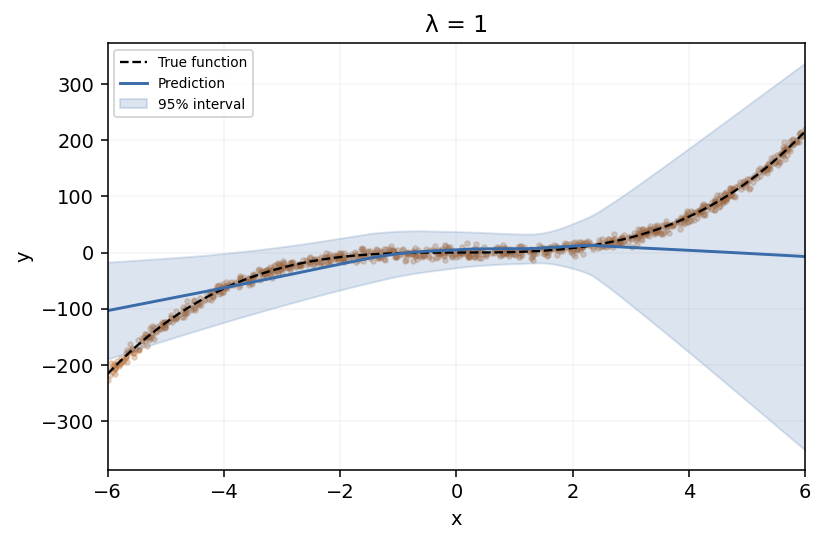 λ = 1
True function
Prediction
95% interval
300
200
100
0
−100
−200
−300
y
−6 −4 −2 0 2 4 6
x